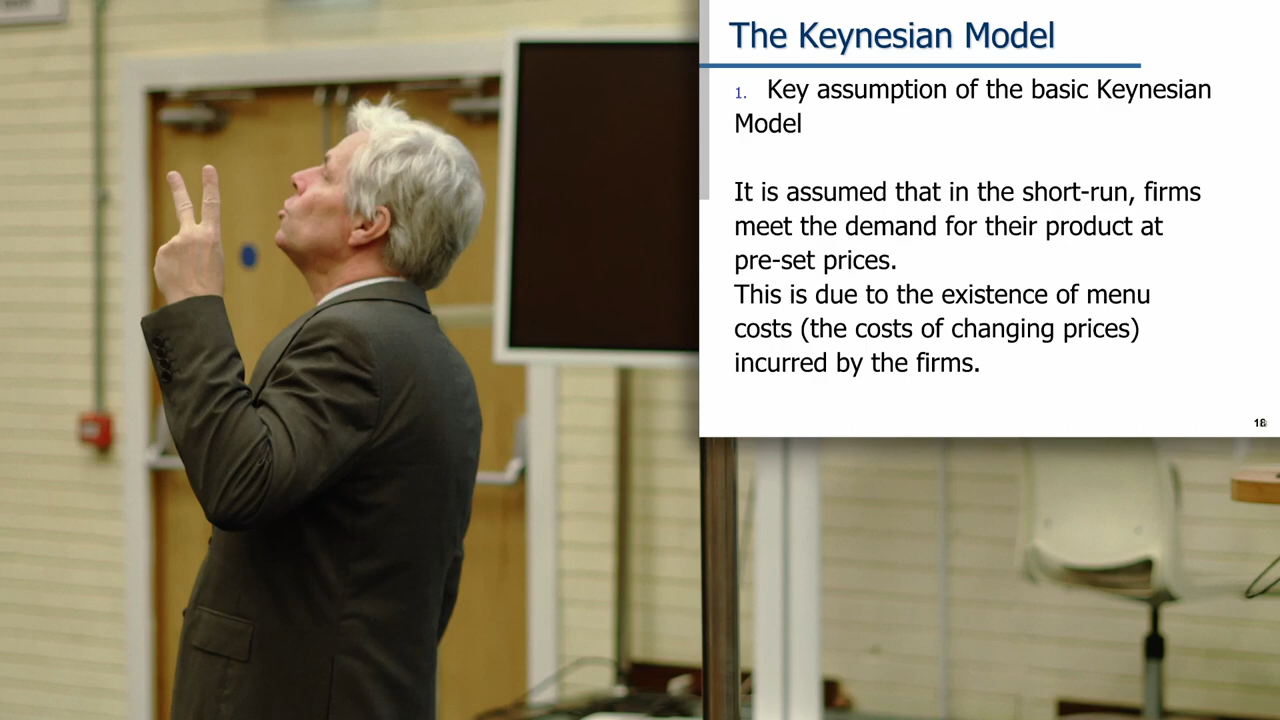 The Keynesian Model
1. Key assumption of the basic Keynesian
Model
It is assumed that in the short-run, firms
meet the demand for their product at
pre-set prices.
This is due to the existence of menu
costs (the costs of changing prices)
incurred by the firms.